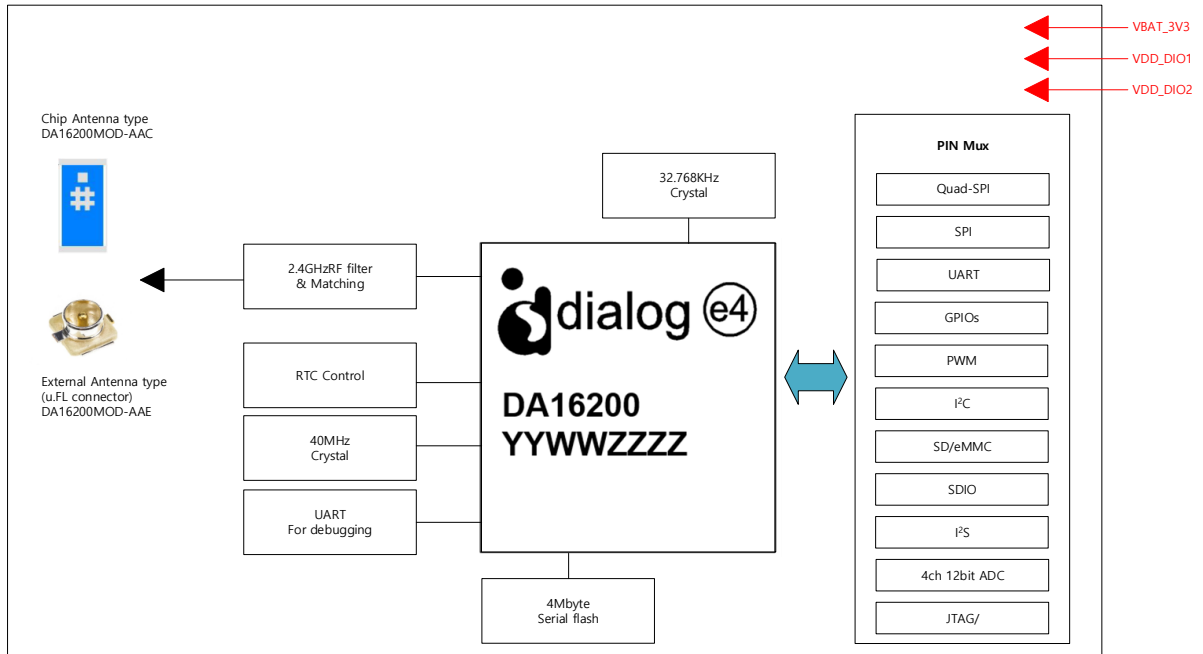 VBAT_3V3
VDD_DIO1
VDD_DIO2
Chip Antenna type
DA16200MOD-AAC
External Antenna type
(u.FL connector)
DA16200MOD-AAE
2.4GHzRF filter
& Matching
RTC Control
40MHz
Crystal
UART
For debugging
32.768KHz
Crystal
dialog e4
DA16200
YYWWZZZZ
4Mbyte
Serial flash
PIN Mux
Quad-SPI
SPI
UART
GPIOs
PWM
I²C
SD/eMMC
SDIO
I²S
4ch 12bit ADC
JTAG/